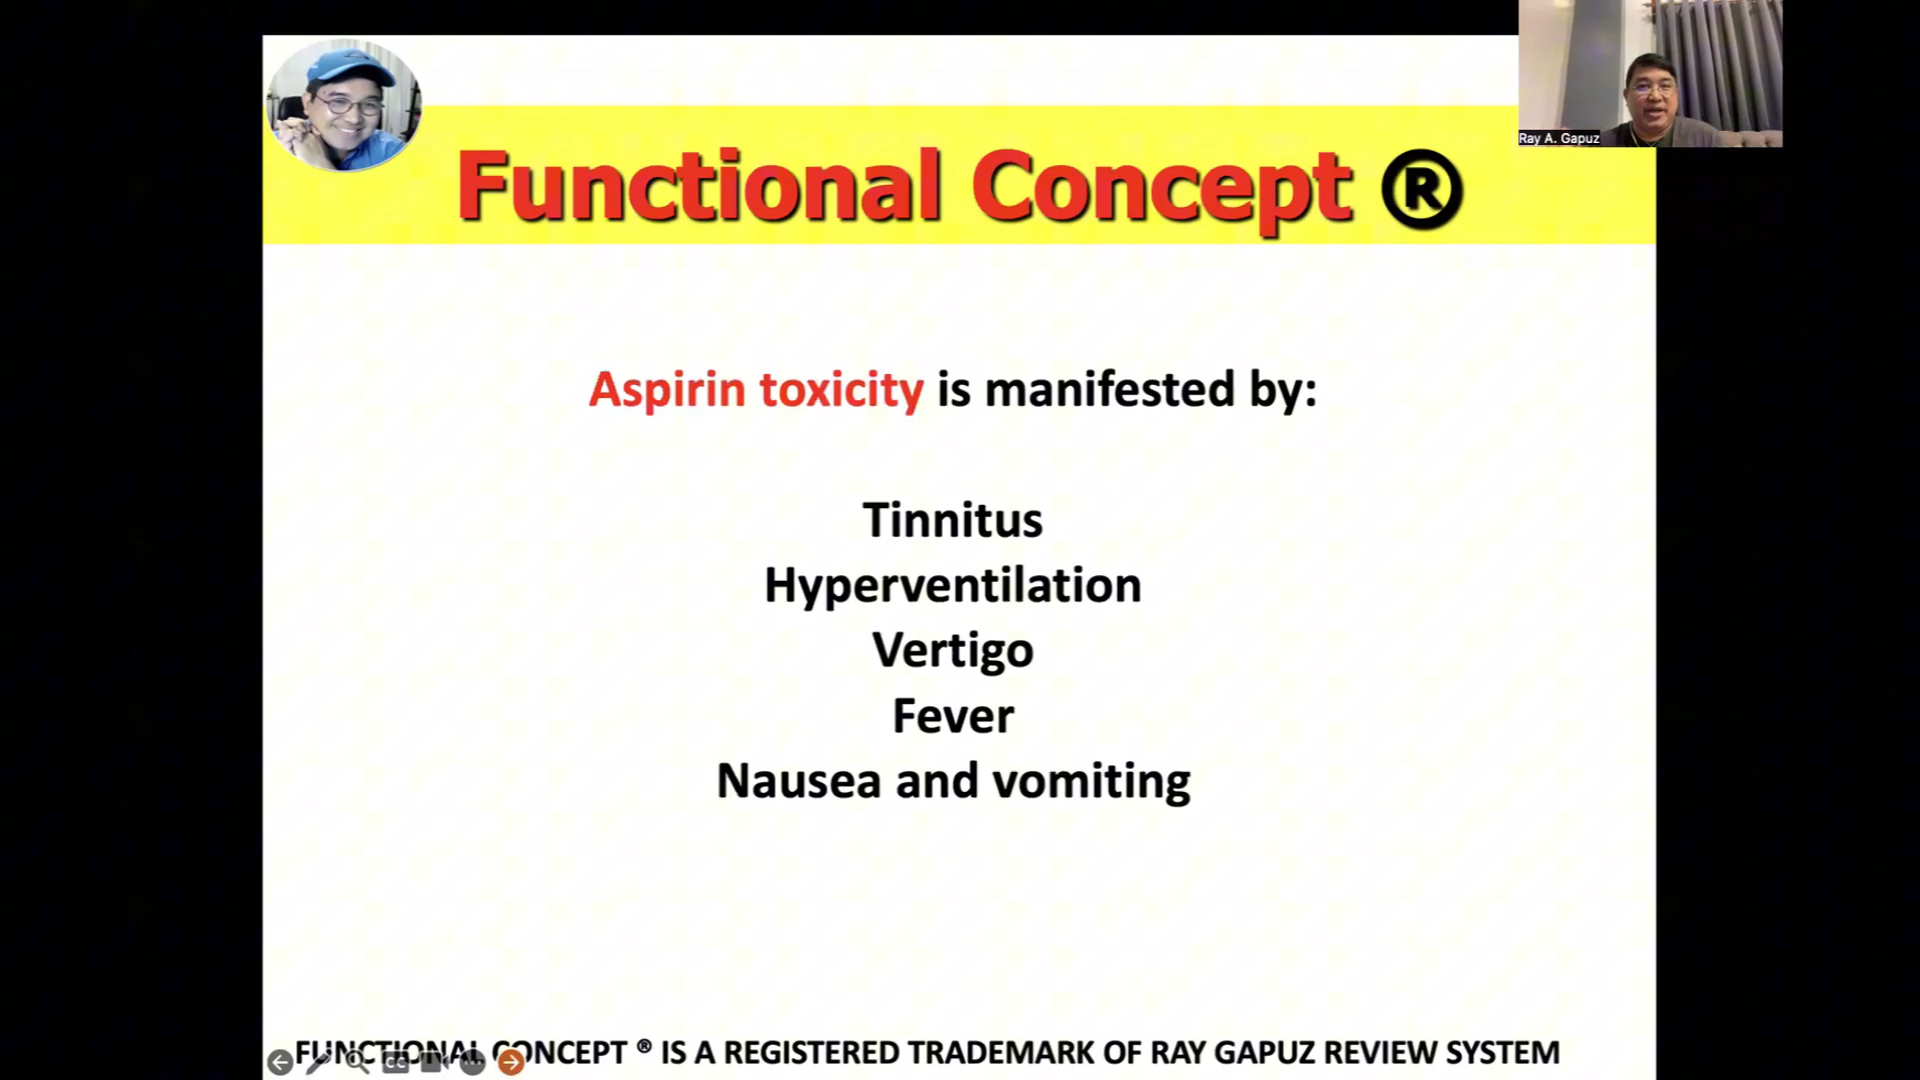 Ray A. Gapuz
Functional Concept ®
Aspirin toxicity is manifested by:
Tinnitus
Hyperventilation
Vertigo
Fever
Nausea and vomiting
FUNCTIONAL CONCEPT ® IS A REGISTERED TRADEMARK OF RAY GAPUZ REVIEW SYSTEM
CC